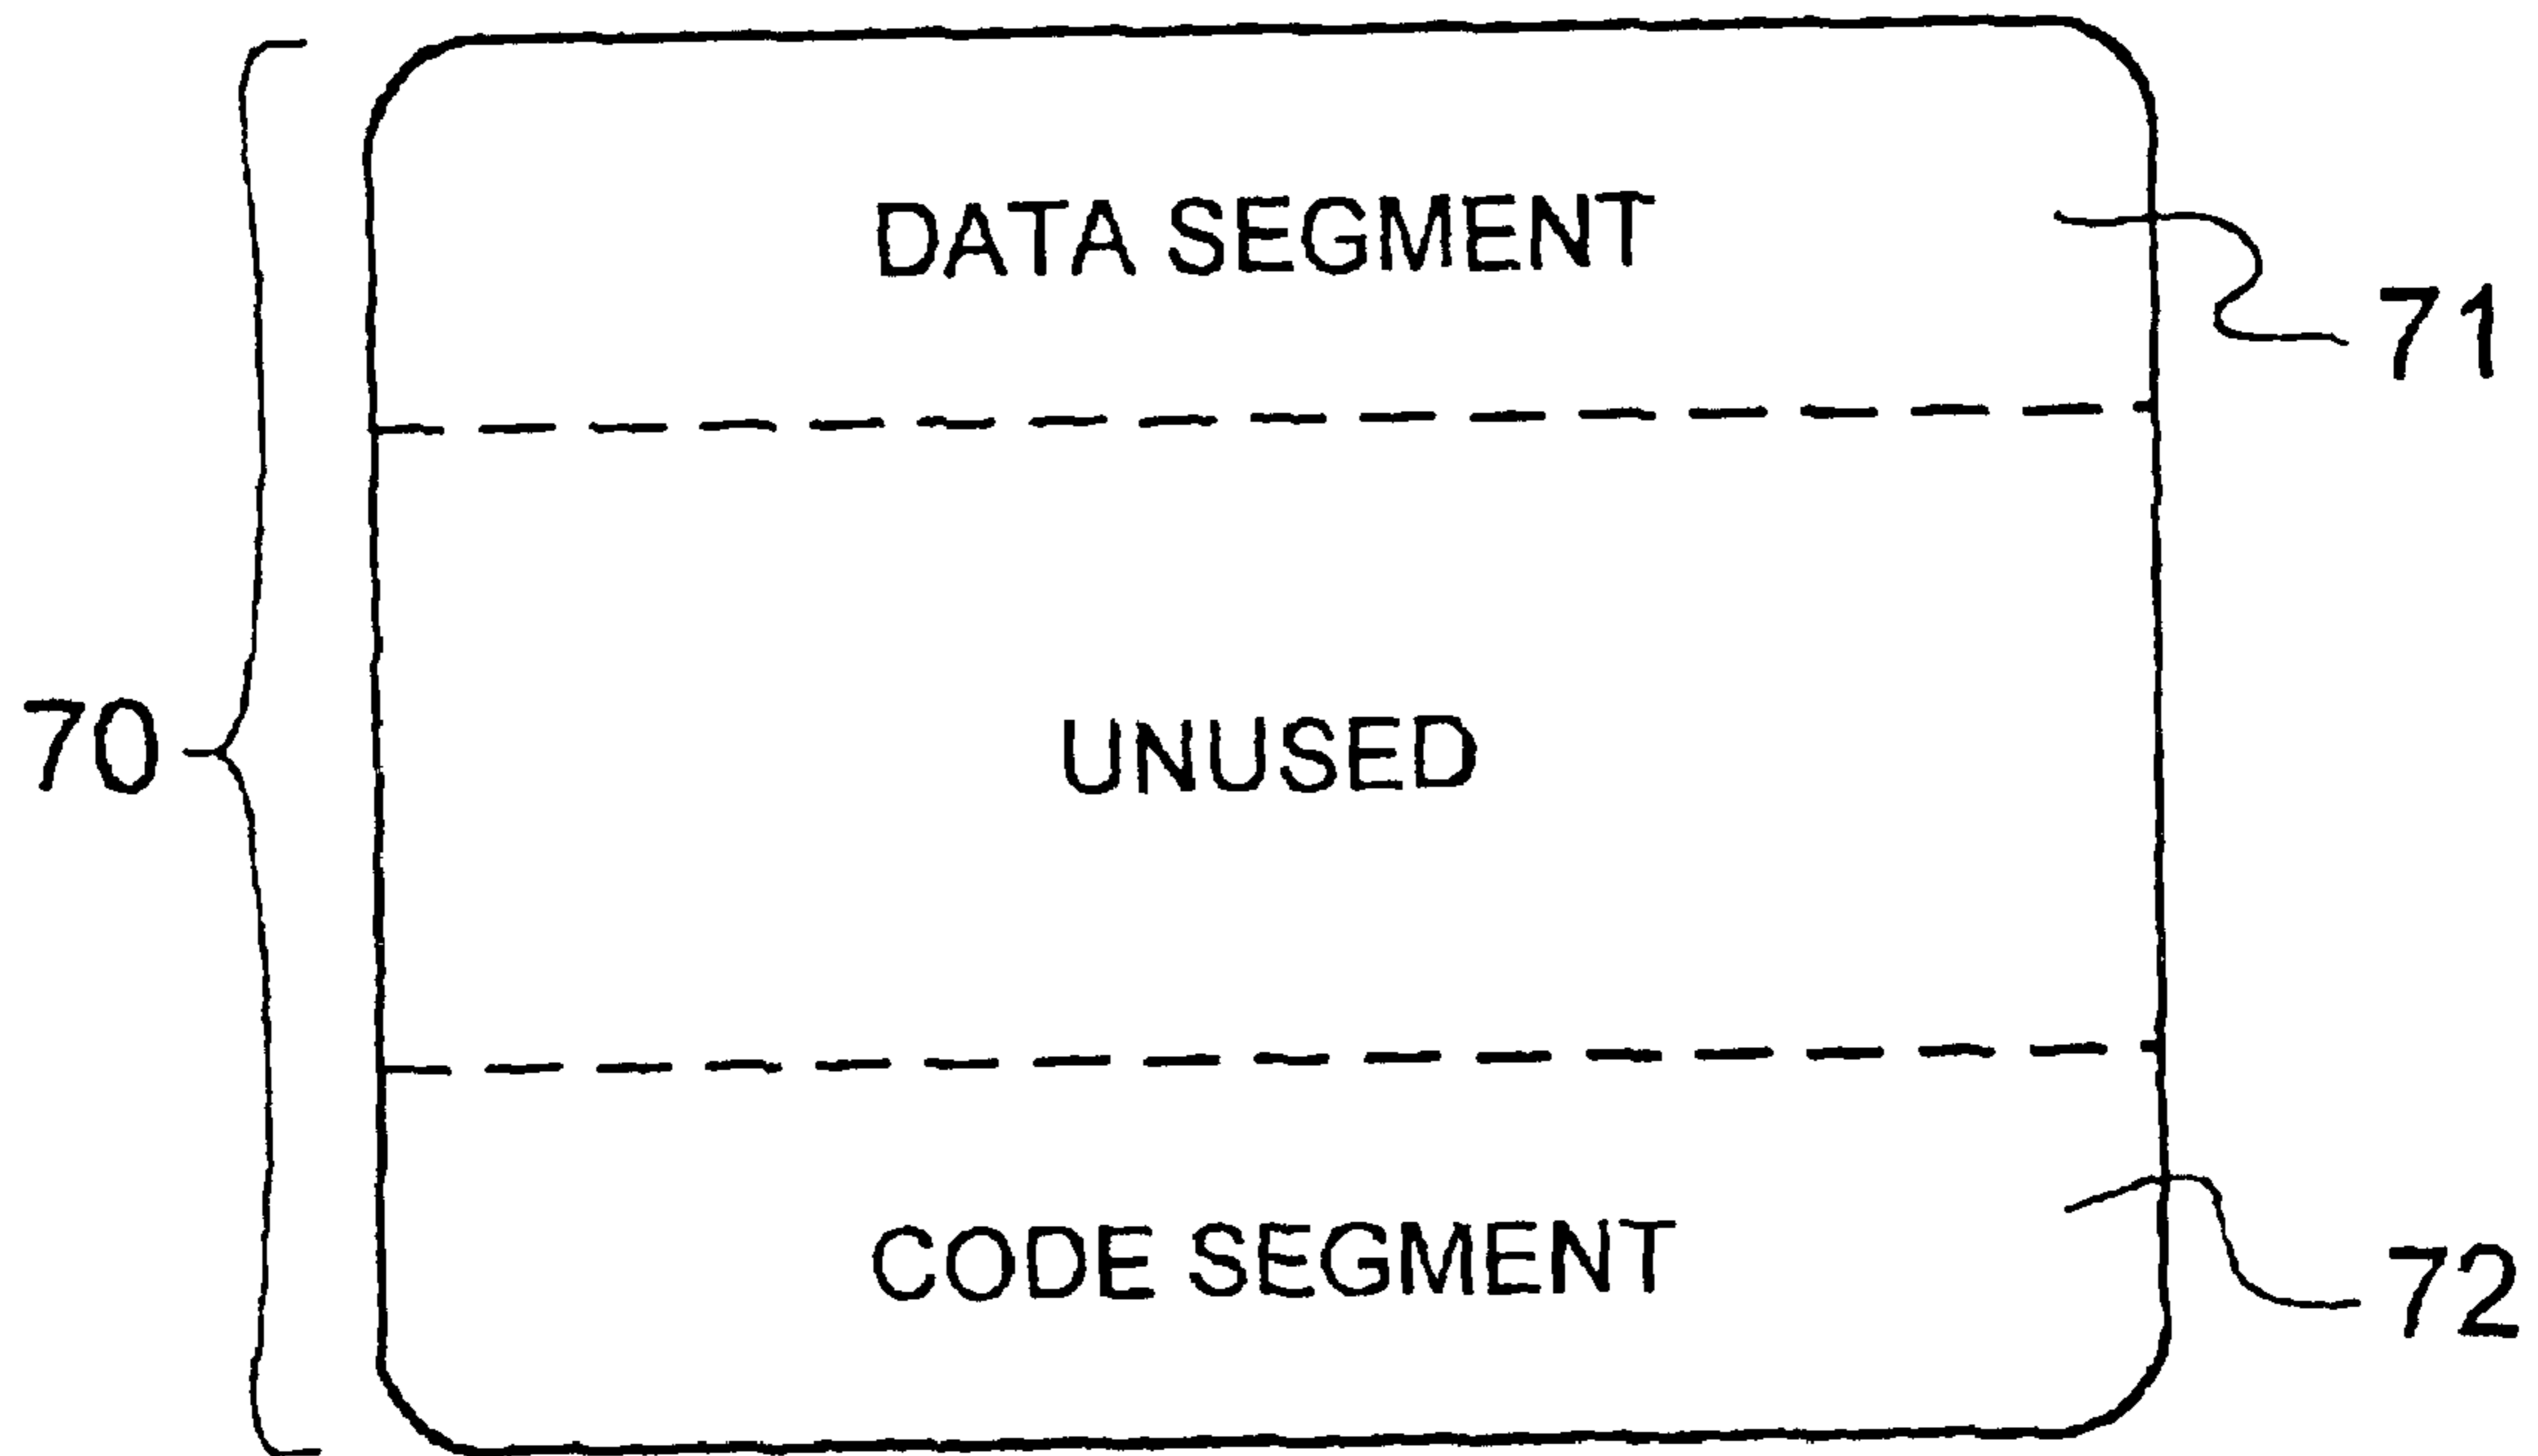 DATA SEGMENT
71
70
UNUSED
CODE SEGMENT
72